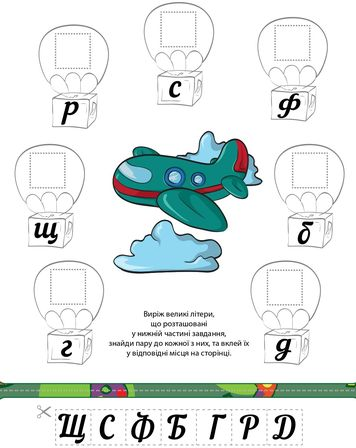 с
р
ф
щ
б
г
д
Виріж великі літери,
що розташовані
у нижній частині завдання,
знайди пару до кожної з них, та вклей їх
у відповідні місця на сторінці.
Щ С Ф Б Г Р D